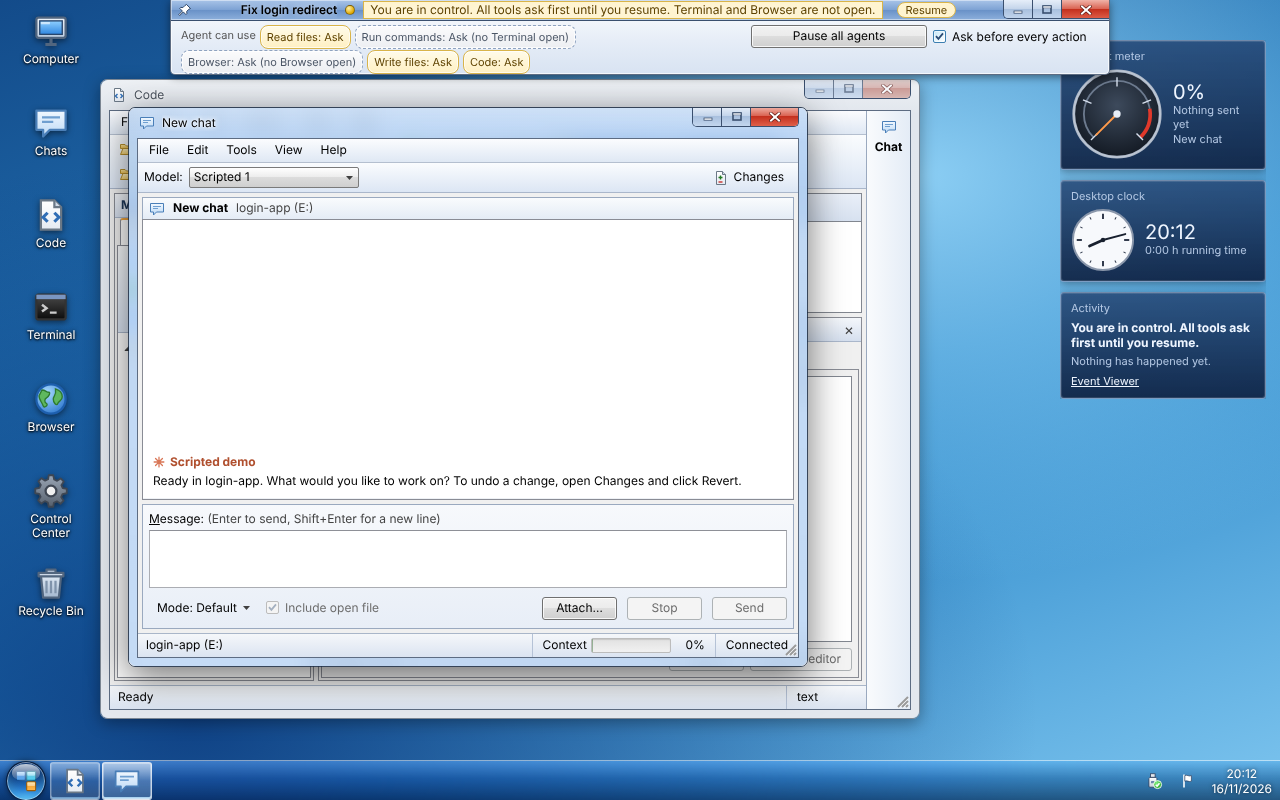 Fix login redirect
You are in control. All tools ask first until you resume. Terminal and Browser are not open.
Resume
Agent can use
Read files: Ask
Run commands: Ask (no Terminal open)
Browser: Ask (no Browser open)
Write files: Ask
Code: Ask
Pause all agents
Ask before every action
Computer
Chats
Code
Terminal
Browser
Control
Center
Recycle Bin
Code
Chat
New chat
File Edit Tools View Help
Model: Scripted 1
Changes
New chat login-app (E:)
Scripted demo
Ready in login-app. What would you like to work on? To undo a change, open Changes and click Revert.
Message: (Enter to send, Shift+Enter for a new line)
Mode: Default
Include open file
Attach...
Stop
Send
login-app (E:)
Context 0%
Connected
editor
Ready
text
meter
0%
Nothing sent
yet
New chat
Desktop clock
20:12
0:00 h running time
Activity
You are in control. All tools ask
first until you resume.
Nothing has happened yet.
Event Viewer
20:12
16/11/2026